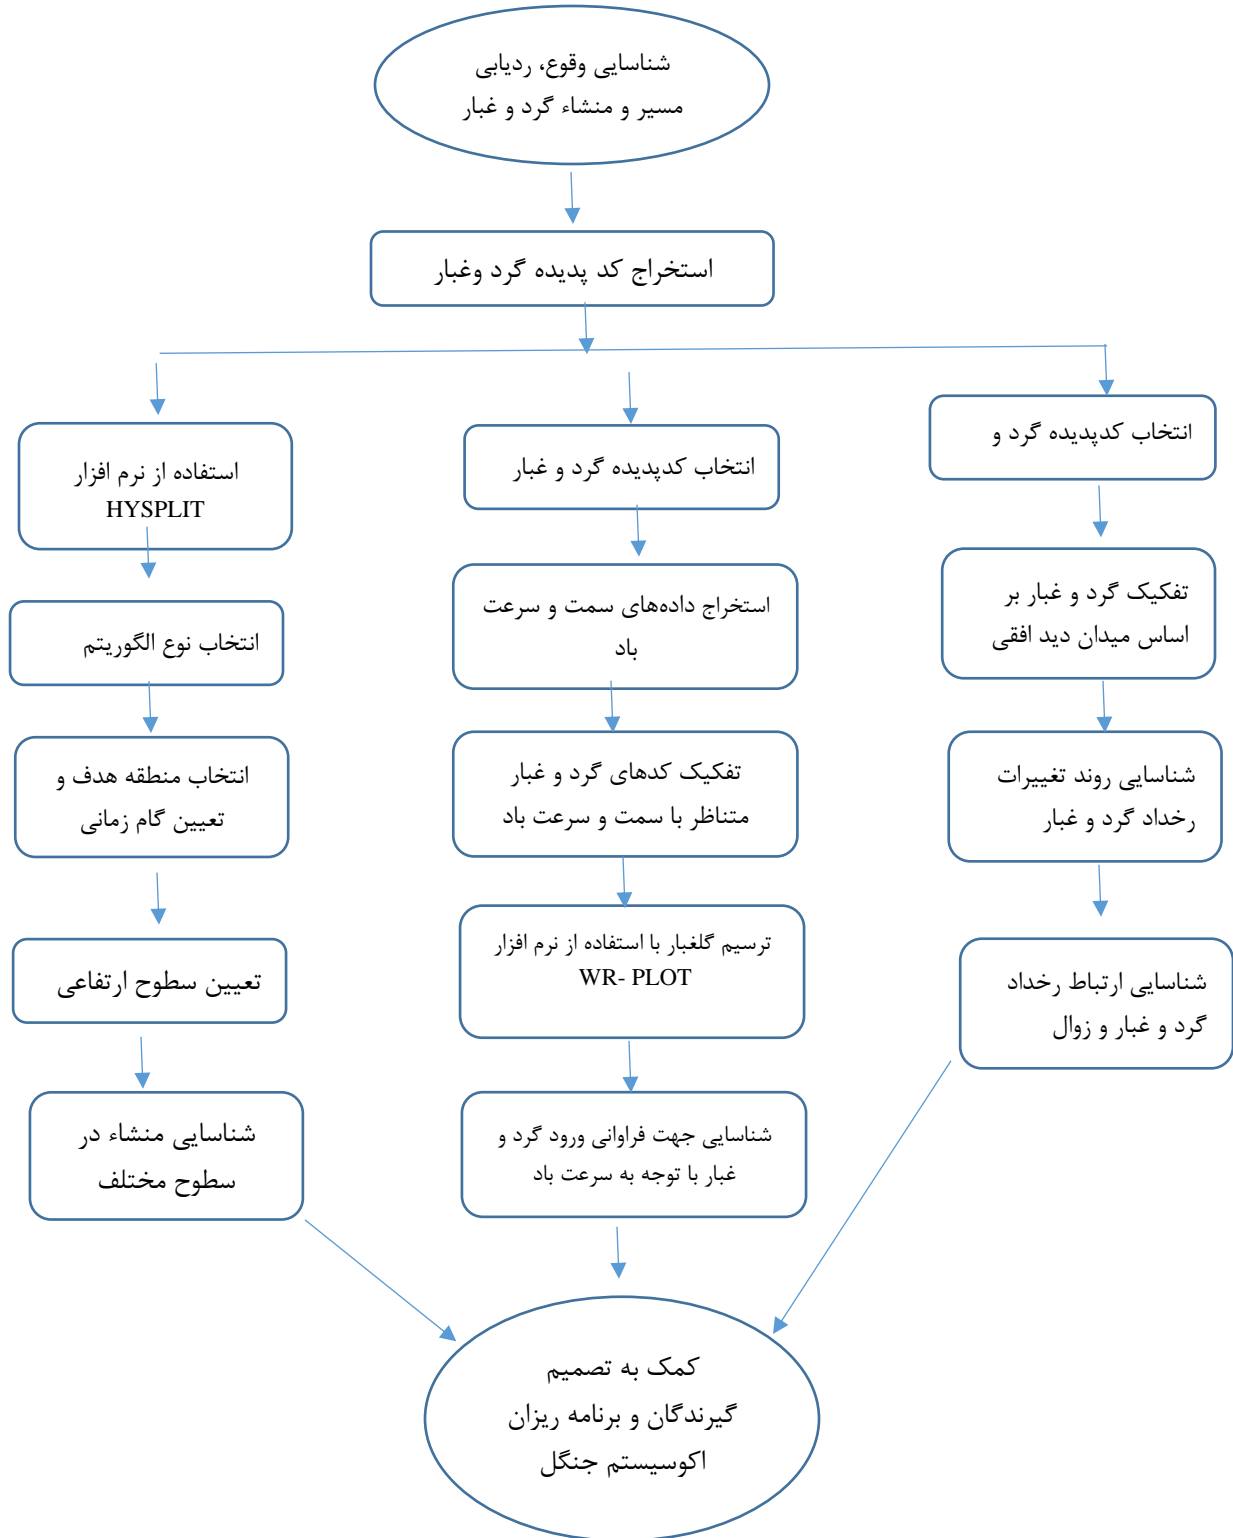 شناسایی وقوع، ردیابی
مسیر و منشاء گرد و غبار
استخراج کد پدیده گرد وغبار
انتخاب کدپدیده گرد و
تفکیک گرد و غبار بر
اساس میدان دید افقی
شناسایی روند تغییرات
رخداد گرد و غبار
شناسایی ارتباط رخداد
گرد و غبار و زوال
انتخاب کدپدیده گرد و غبار
استخراج داده‌های سمت و سرعت
باد
تفکیک کدهای گرد و غبار
متناظر با سمت و سرعت باد
ترسیم گلغبار با استفاده از نرم افزار
WR- PLOT
شناسایی جهت فراوانی ورود گرد و
غبار با توجه به سرعت باد
استفاده از نرم افزار
HYSPLIT
انتخاب نوع الگوریتم
انتخاب منطقه هدف و
تعیین گام زمانی
تعیین سطوح ارتفاعی
شناسایی منشاء در
سطوح مختلف
کمک به تصمیم
گیرندگان و برنامه ریزان
اکوسیستم جنگل